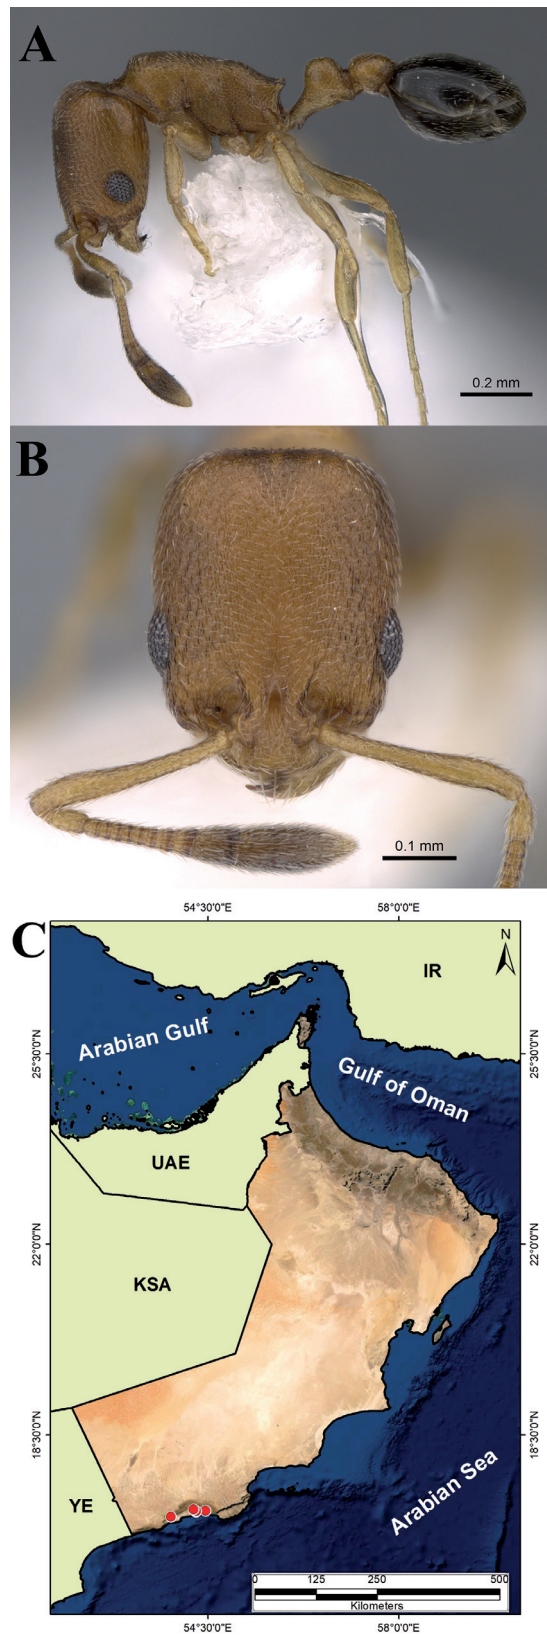 A
0.2 mm
B
0.1 mm
C
54°30'0"E 58°0'0"E
N
IR
Arabian Gulf
25°30'0"N 25°30'0"N
Gulf of Oman
UAE
22°0'0"N 22°0'0"N
KSA
18°30'0"N 18°30'0"N
YE
Arabian Sea
0 125 250 500
Kilometers
54°30'0"E 58°0'0"E